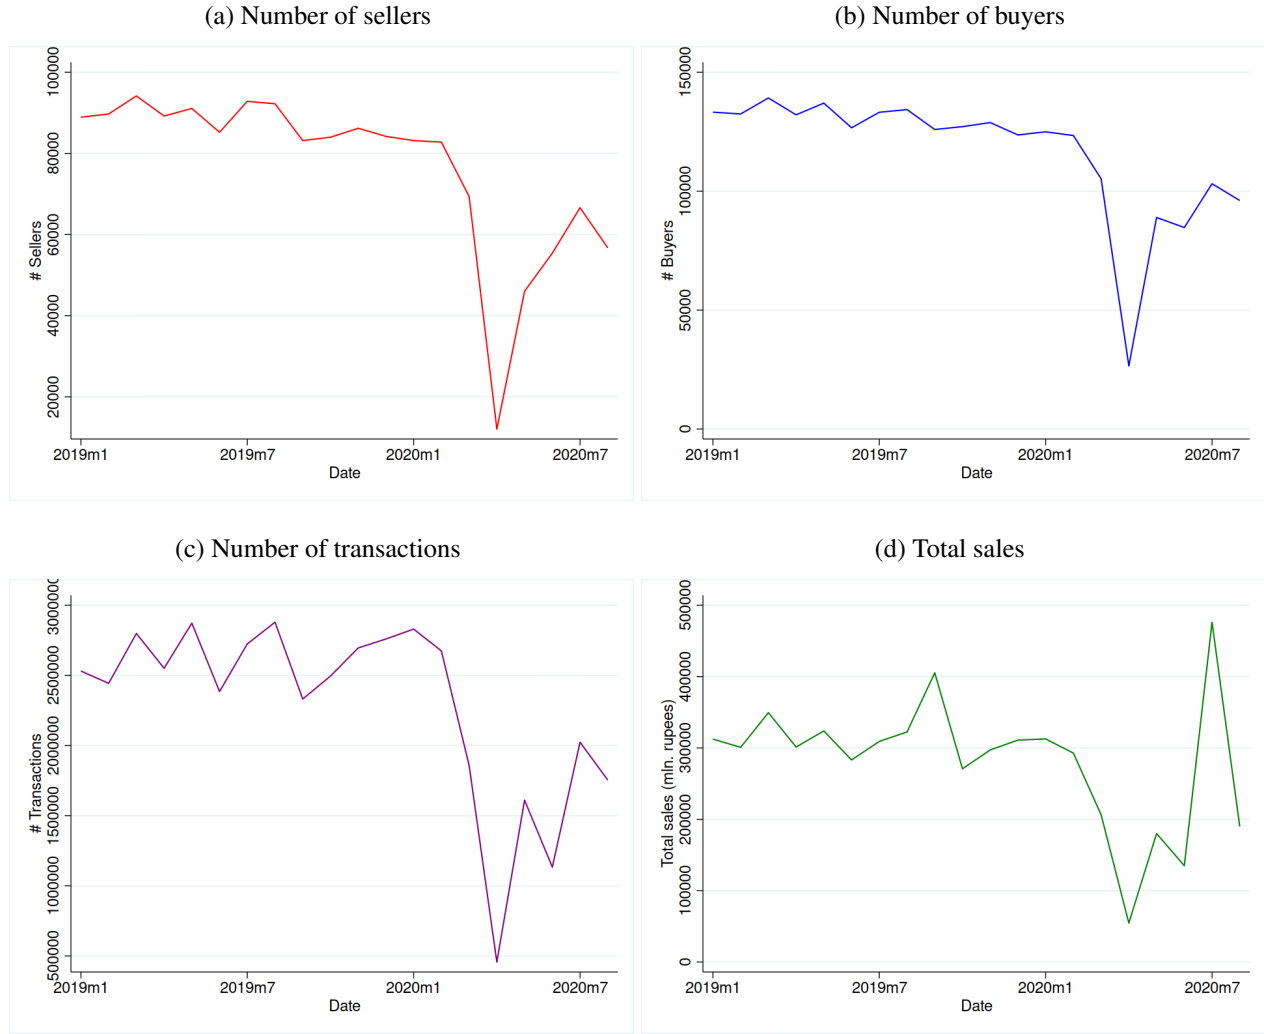 (a) Number of sellers
100000
80000
60000
40000
20000
# Sellers
2019m1 2019m7 2020m1 2020m7
Date
(b) Number of buyers
150000
100000
50000
0
# Buyers
2019m1 2019m7 2020m1 2020m7
Date
(c) Number of transactions
3000000
2500000
2000000
1500000
1000000
500000
# Transactions
2019m1 2019m7 2020m1 2020m7
Date
(d) Total sales
500000
400000
300000
200000
100000
0
Total sales (mln. rupees)
2019m1 2019m7 2020m1 2020m7
Date